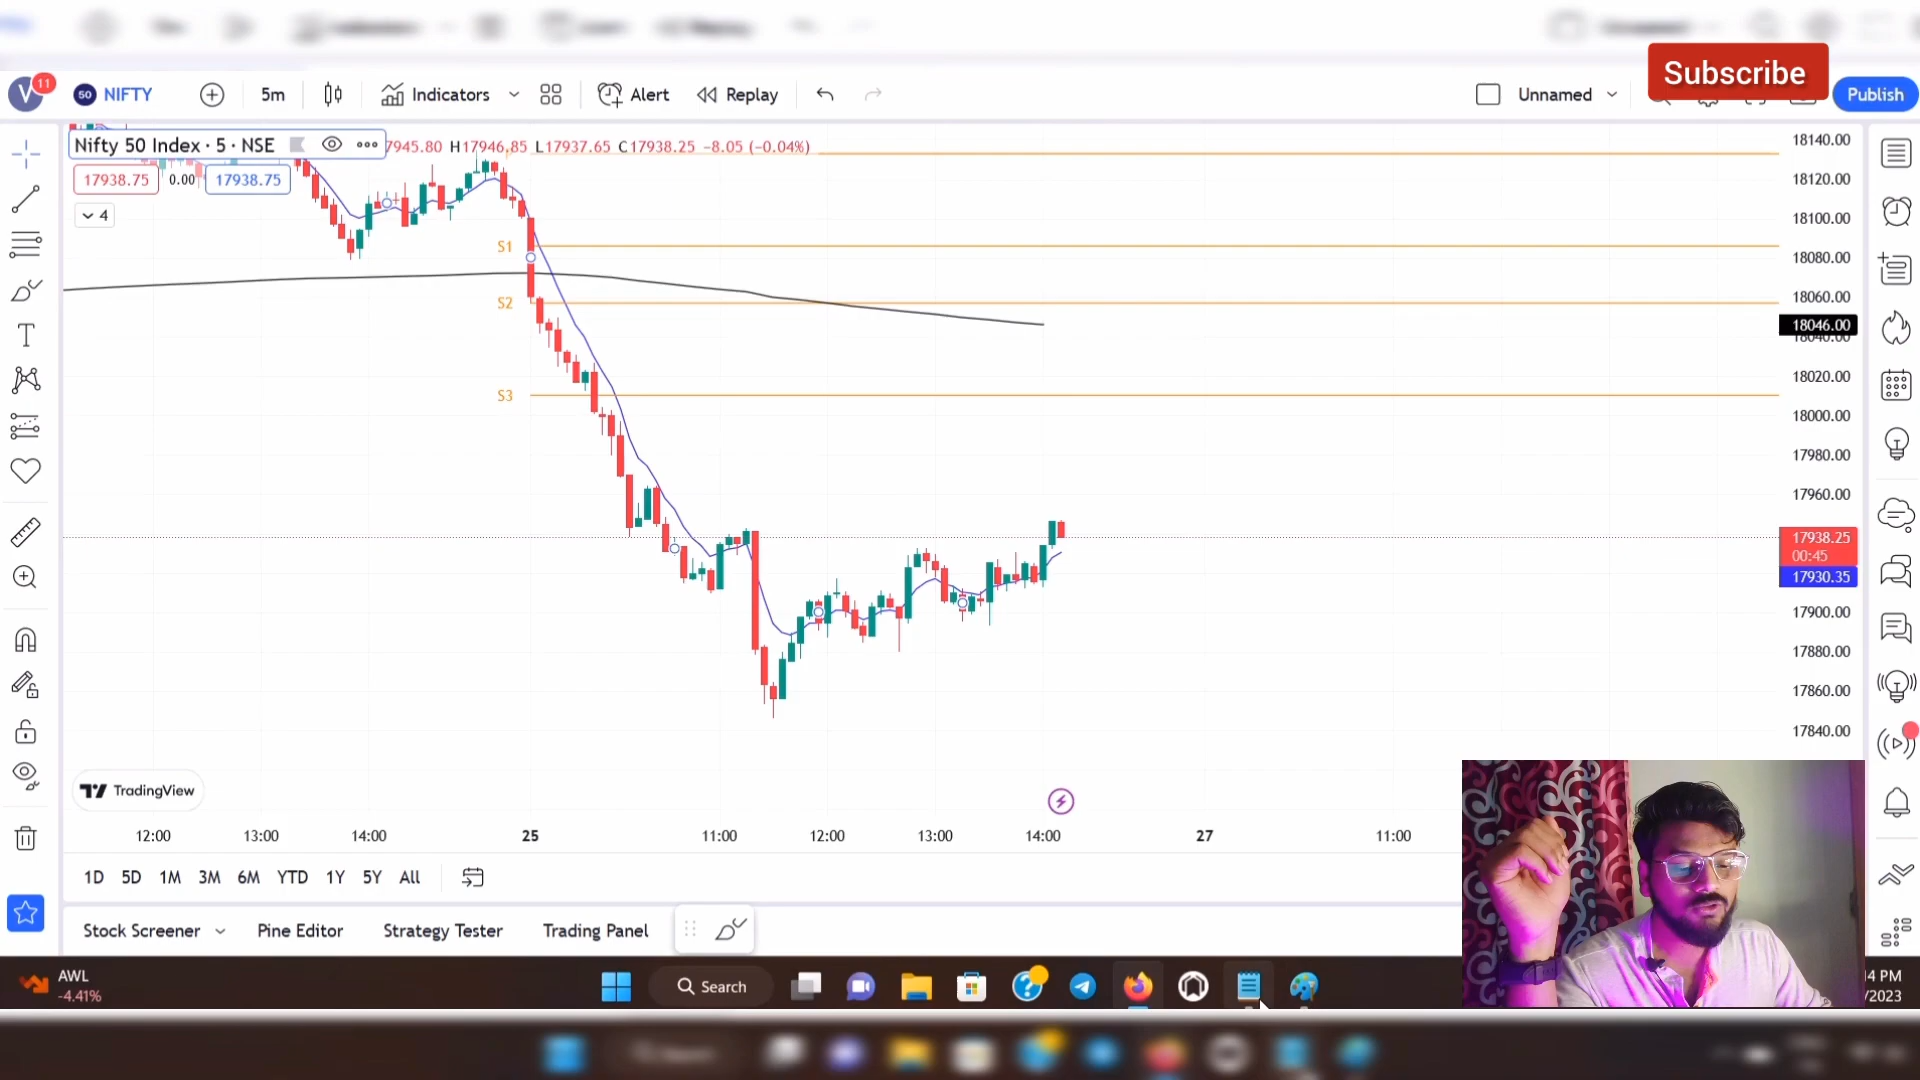 Subscribe
V 11 50 NIFTY 5m Indicators Alert Replay Unnamed Publish
Nifty 50 Index · 5 · NSE 7945.80 H17946.85 L17937.65 C17938.25 −8.05 (−0.04%)
17938.75 0.00 17938.75
4
18140.00
18120.00
18100.00
S1
18080.00
18060.00
S2
18046.00
18040.00
18020.00
S3
18000.00
17980.00
17960.00
17938.25
00:45
17930.35
17900.00
17880.00
17860.00
17840.00
TradingView
12:00 13:00 14:00 25 11:00 12:00 13:00 14:00 27 11:00
1D 5D 1M 3M 6M YTD 1Y 5Y All
Stock Screener Pine Editor Strategy Tester Trading Panel
AWL
-4.41%
Search
4 PM
/2023